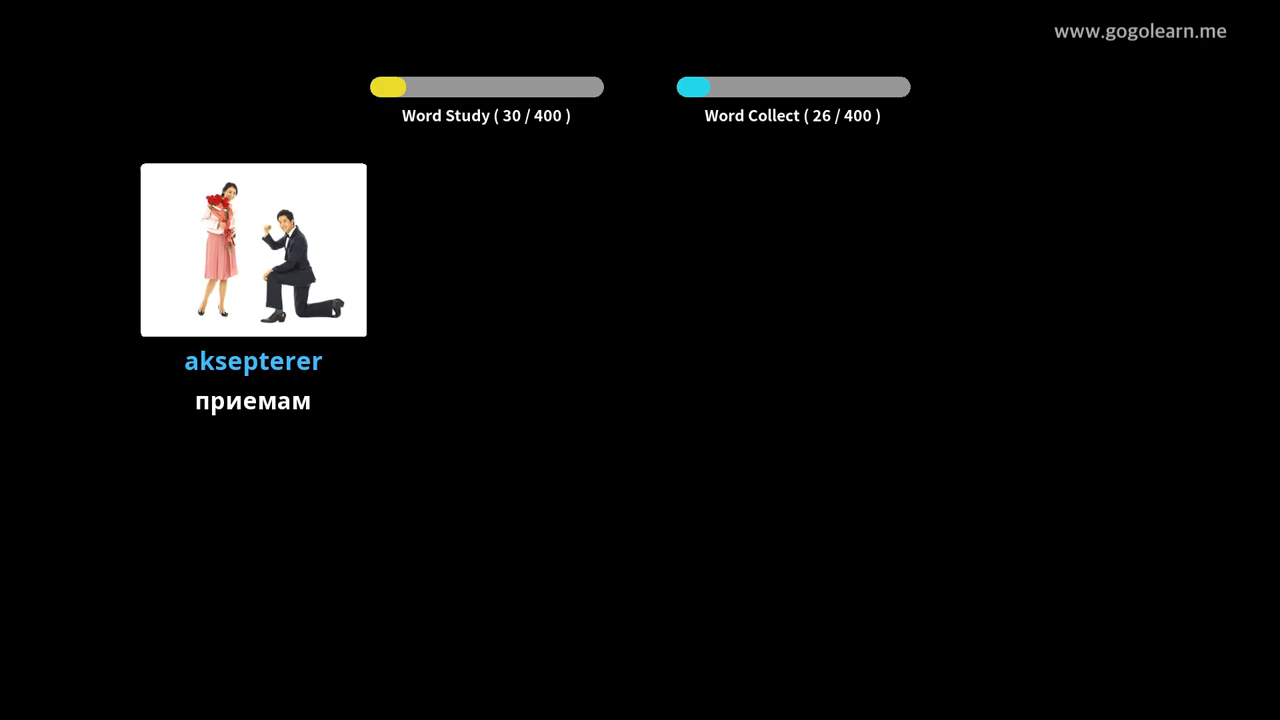 www.gogolearn.me
Word Study ( 30 / 400 )
Word Collect ( 26 / 400 )
aksepterer
приемам